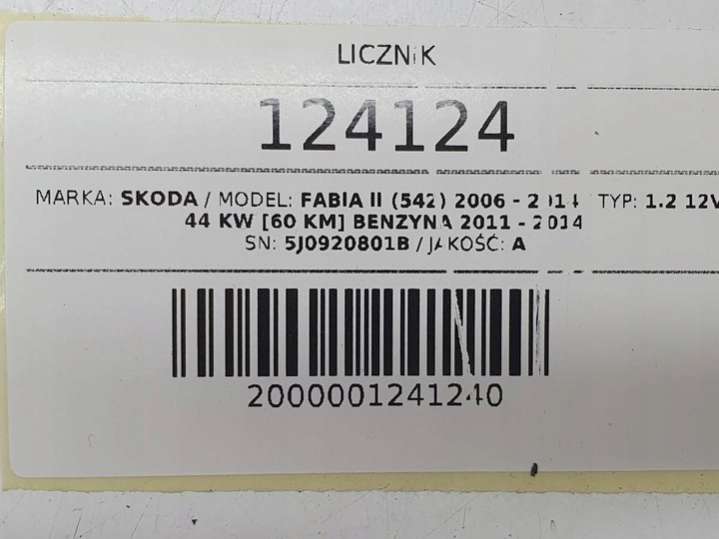 LICZNIK
124124
MARKA: SKODA / MODEL: FABIA II (542) 2006 - 2014 TYP: 1.2 12V
44 KW [60 KM] BENZYNA 2011 - 2014
SN: 5J0920801B / JAKOŚĆ: A
2000001241240